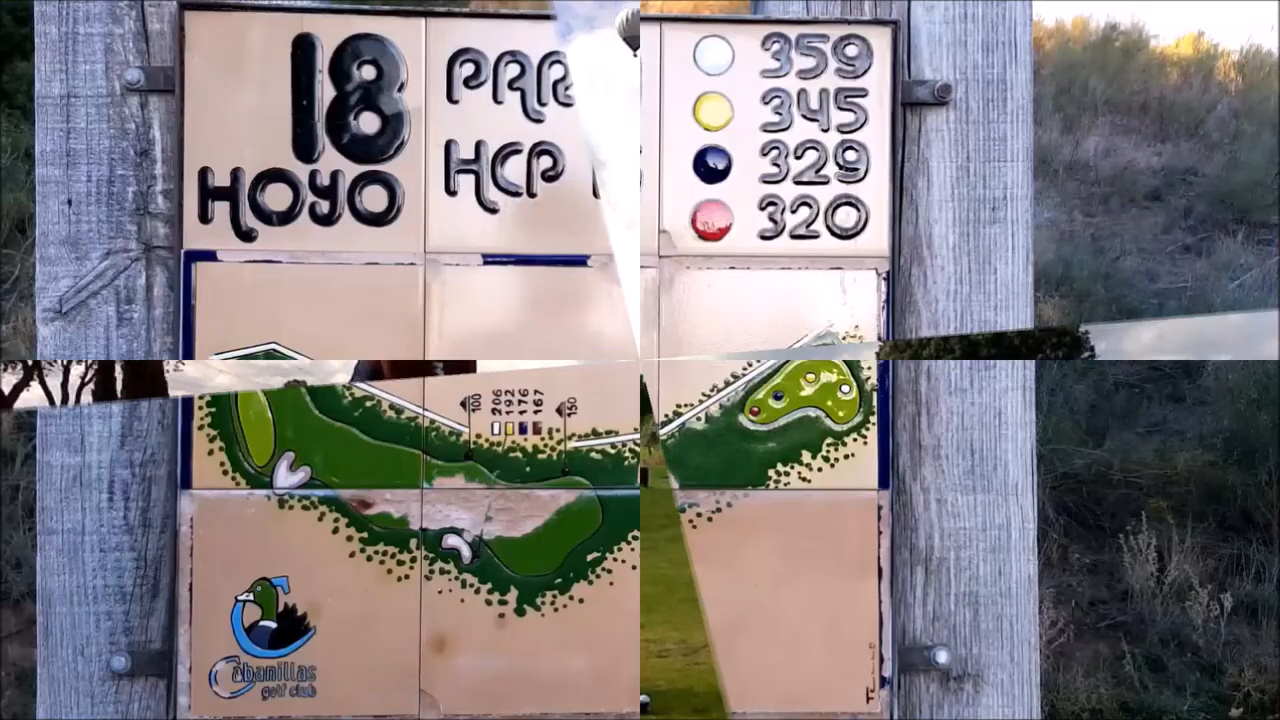 18
HOYO
PAR
HCP
359
345
329
320
100
206
192
176
167
150
Cabanillas
golf club